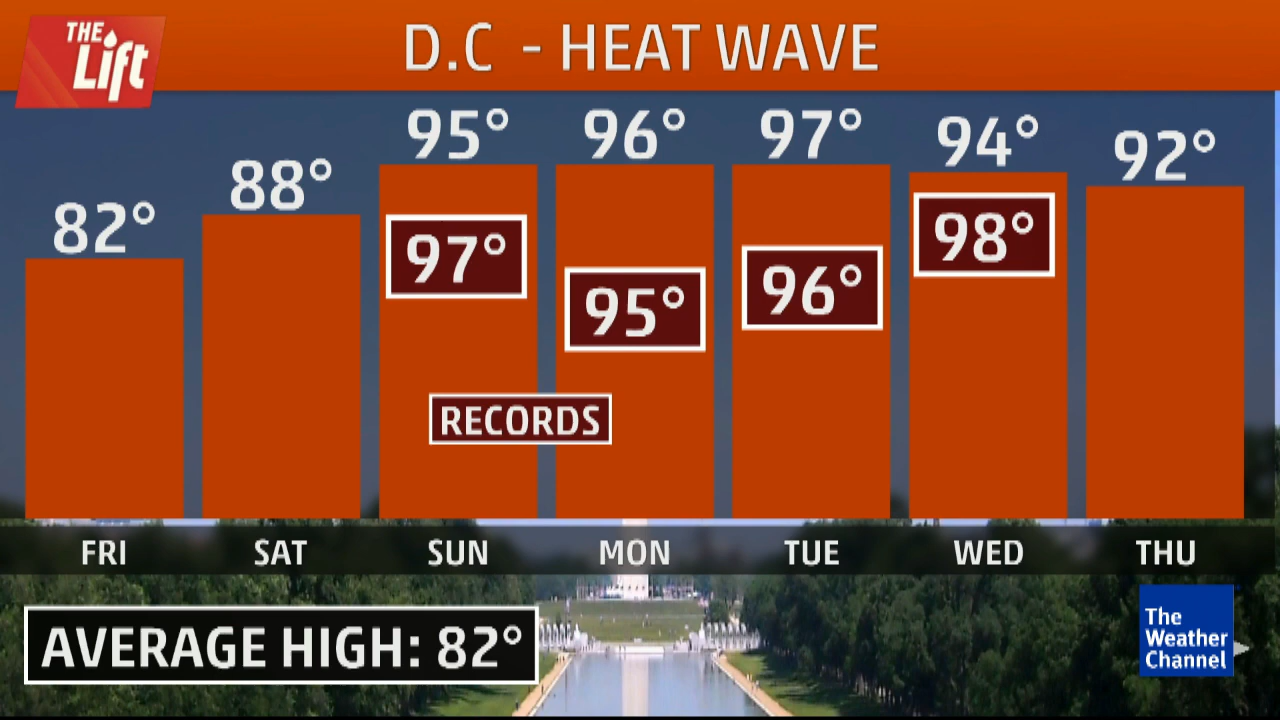 THE
Lift
D.C - HEAT WAVE
82°
88°
95°
96°
97°
94°
92°
97°
95°
96°
98°
RECORDS
FRI SAT SUN MON TUE WED THU
AVERAGE HIGH: 82°
The
Weather
Channel